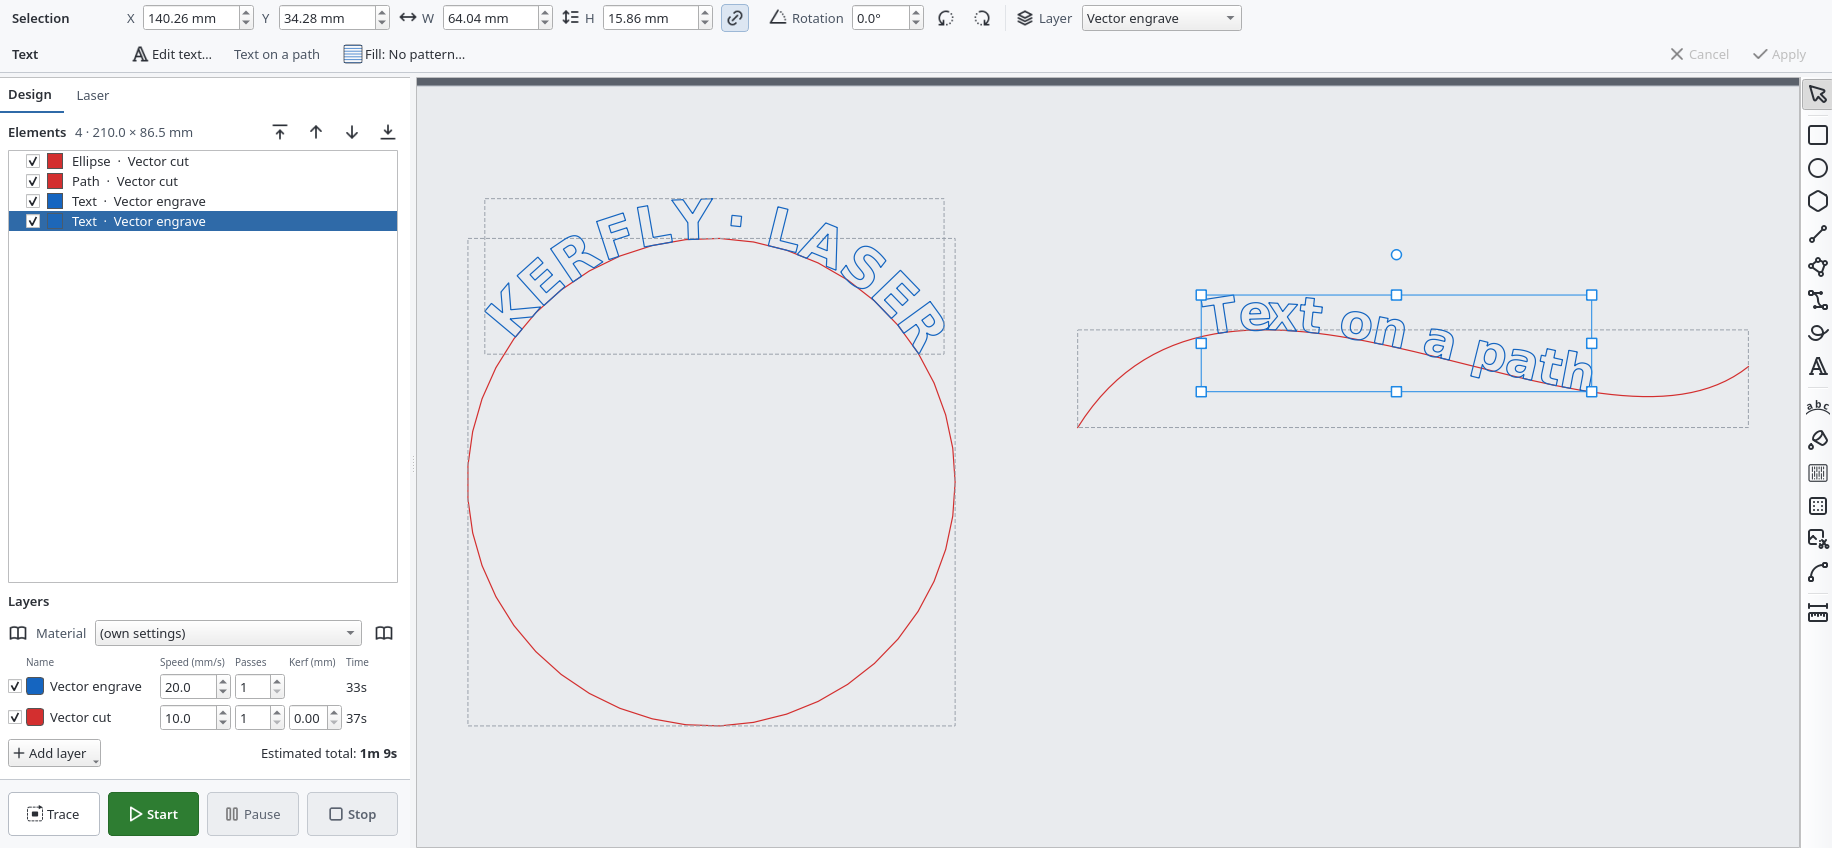 Selection X 140.26 mm Y 34.28 mm W 64.04 mm H 15.86 mm Rotation 0.0° Layer Vector engrave
Text Edit text... Text on a path Fill: No pattern... Cancel Apply
Design Laser
Elements 4 · 210.0 × 86.5 mm
Ellipse · Vector cut
Path · Vector cut
Text · Vector engrave
Text · Vector engrave
Layers
Material (own settings)
Name Speed (mm/s) Passes Kerf (mm) Time
Vector engrave 20.0 1 33s
Vector cut 10.0 1 0.00 37s
Add layer Estimated total: 1m 9s
Trace Start Pause Stop
KERFLY·LASER
Text on a path
A
abc